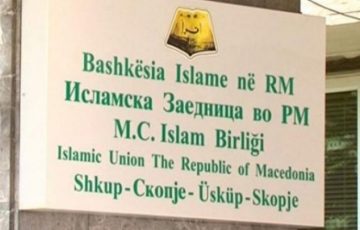 Bashkësia Islame në RM
Исламска Заедница во РМ
M.C. Islam Birliği
Islamic Union The Republic of Macedonia
Shkup-Скопје-Üsküp-Skopje